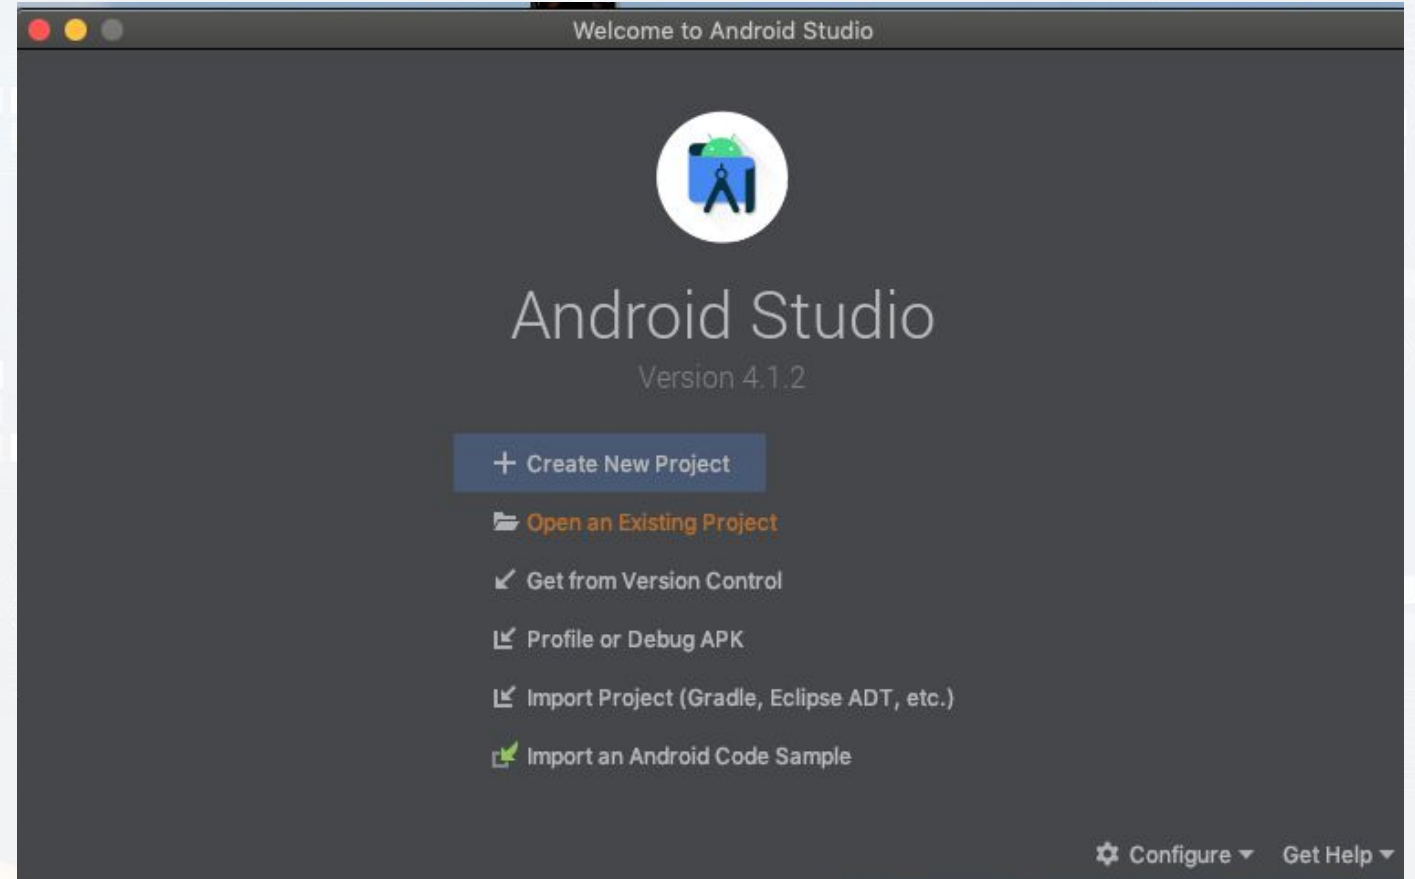 Welcome to Android Studio
Android Studio
Version 4.1.2
Create New Project
Open an Existing Project
Get from Version Control
Profile or Debug APK
Import Project (Gradle, Eclipse ADT, etc.)
Import an Android Code Sample
Configure
Get Help